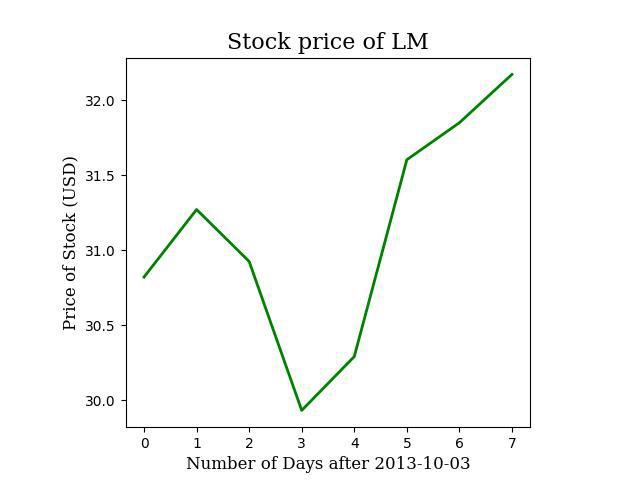 Stock price of LM
Price of Stock (USD)
32.0
31.5
31.0
30.5
30.0
0 1 2 3 4 5 6 7
Number of Days after 2013-10-03